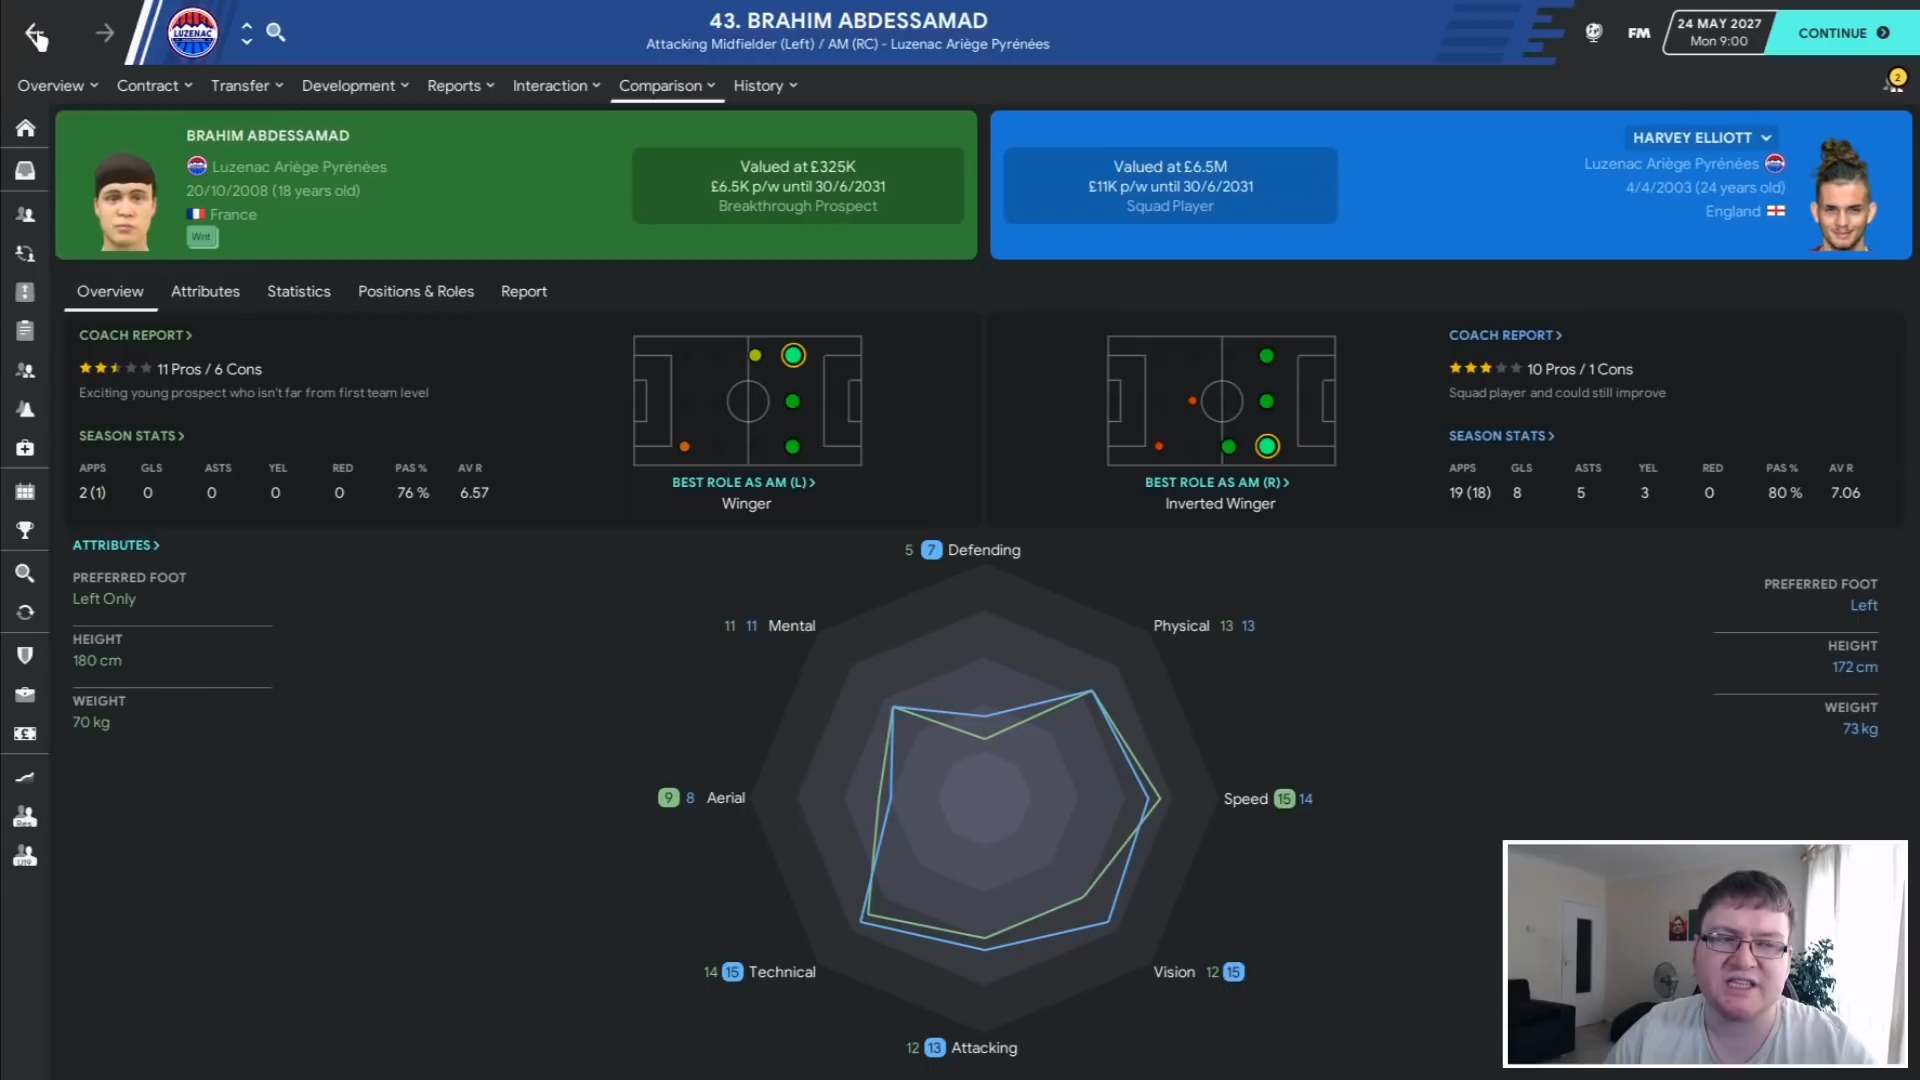 LUZENAC
43. BRAHIM ABDESSAMAD
Attacking Midfielder (Left) / AM (RC) - Luzenac Ariège Pyrénées
FM
24 MAY 2027
Mon 9:00
CONTINUE
Overview
Contract
Transfer
Development
Reports
Interaction
Comparison
History
2
BRAHIM ABDESSAMAD
Luzenac Ariège Pyrénées
20/10/2008 (18 years old)
France
Wnt
Valued at £325K
£6.5K p/w until 30/6/2031
Breakthrough Prospect
Valued at £6.5M
£11K p/w until 30/6/2031
Squad Player
HARVEY ELLIOTT
Luzenac Ariège Pyrénées
4/4/2003 (24 years old)
England
Overview
Attributes
Statistics
Positions & Roles
Report
COACH REPORT
11 Pros / 6 Cons
Exciting young prospect who isn't far from first team level
SEASON STATS
APPS GLS ASTS YEL RED PAS % AV R
2 (1) 0 0 0 0 76 % 6.57
BEST ROLE AS AM (L)
Winger
BEST ROLE AS AM (R)
Inverted Winger
COACH REPORT
10 Pros / 1 Cons
Squad player and could still improve
SEASON STATS
APPS GLS ASTS YEL RED PAS % AV R
19 (18) 8 5 3 0 80 % 7.06
ATTRIBUTES
PREFERRED FOOT
Left Only
HEIGHT
180 cm
WEIGHT
70 kg
5 7 Defending
11 11 Mental
Physical 13 13
9 8 Aerial
Speed 15 14
14 15 Technical
Vision 12 15
12 13 Attacking
PREFERRED FOOT
Left
HEIGHT
172 cm
WEIGHT
73 kg
Res
U19